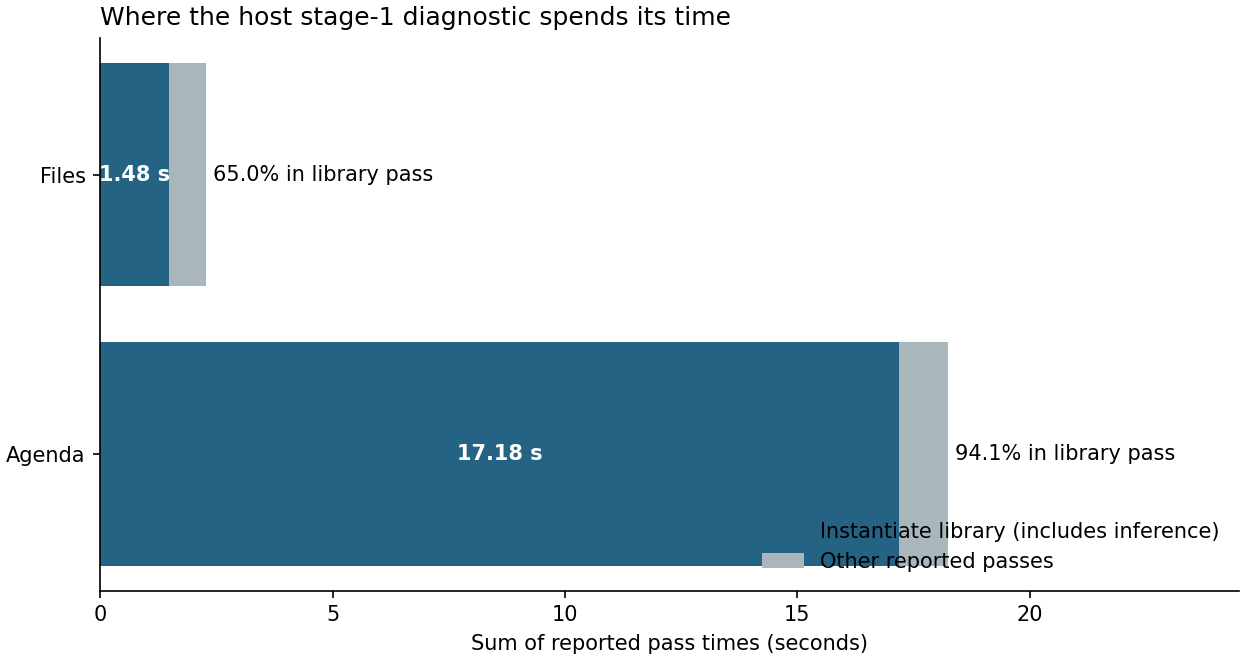 Where the host stage-1 diagnostic spends its time
Files
1.48 s
65.0% in library pass
Agenda
17.18 s
94.1% in library pass
Instantiate library (includes inference)
Other reported passes
0 5 10 15 20
Sum of reported pass times (seconds)